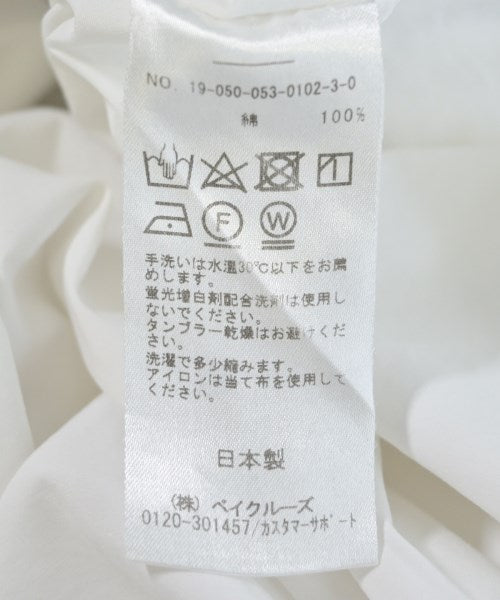 NO. 19-050-053-0102-3-0
綿 100%
F W
手洗いは水温30℃以下をお薦
めします。
蛍光増白剤配合洗剤は使用し
ないでください。
タンブラー乾燥はお避けくだ
さい。
洗濯で多少縮みます。
アイロンは当て布を使用して
ください。
日本製
(株) ベイクルーズ
0120-301457/カスタマーサポート